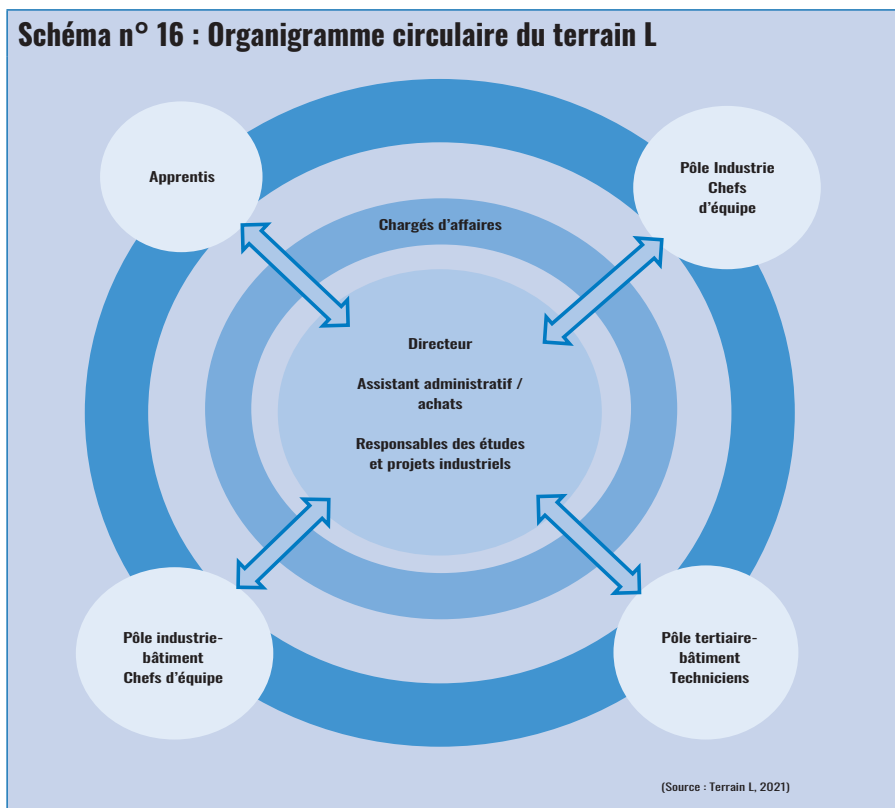 Schéma n° 16 : Organigramme circulaire du terrain L
Apprentis
Pôle Industrie
Chefs
d'équipe
Chargés d'affaires
Directeur
Assistant administratif /
achats
Responsables des études
et projets industriels
Pôle industrie-
bâtiment
Chefs d'équipe
Pôle tertiaire-
bâtiment
Techniciens
(Source : Terrain L, 2021)